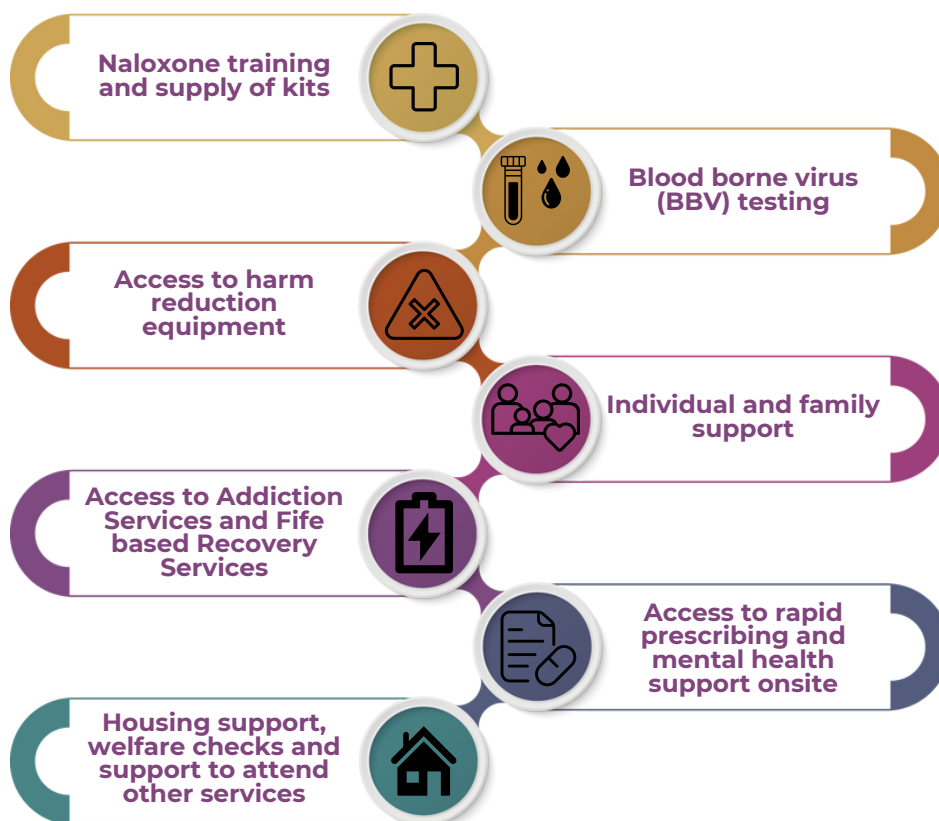 Naloxone training
and supply of kits
Blood borne virus
(BBV) testing
Access to harm
reduction
equipment
Individual and family
support
Access to Addiction
Services and Fife
based Recovery
Services
Access to rapid
prescribing and
mental health
support onsite
Housing support,
welfare checks and
support to attend
other services